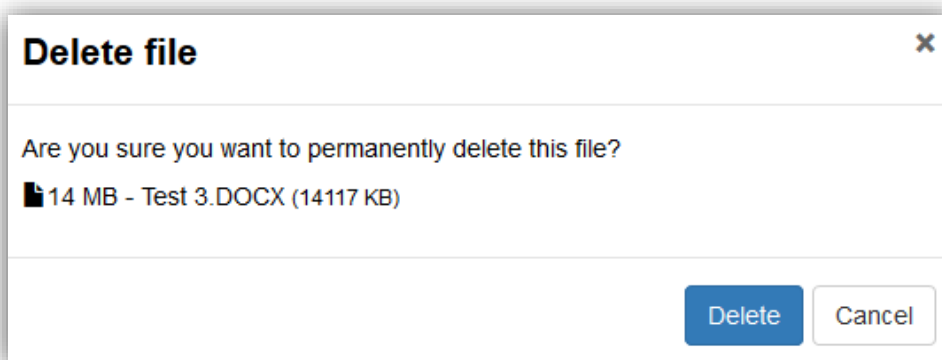 Delete file
Are you sure you want to permanently delete this file?
14 MB - Test 3.DOCX (14117 KB)
Delete Cancel